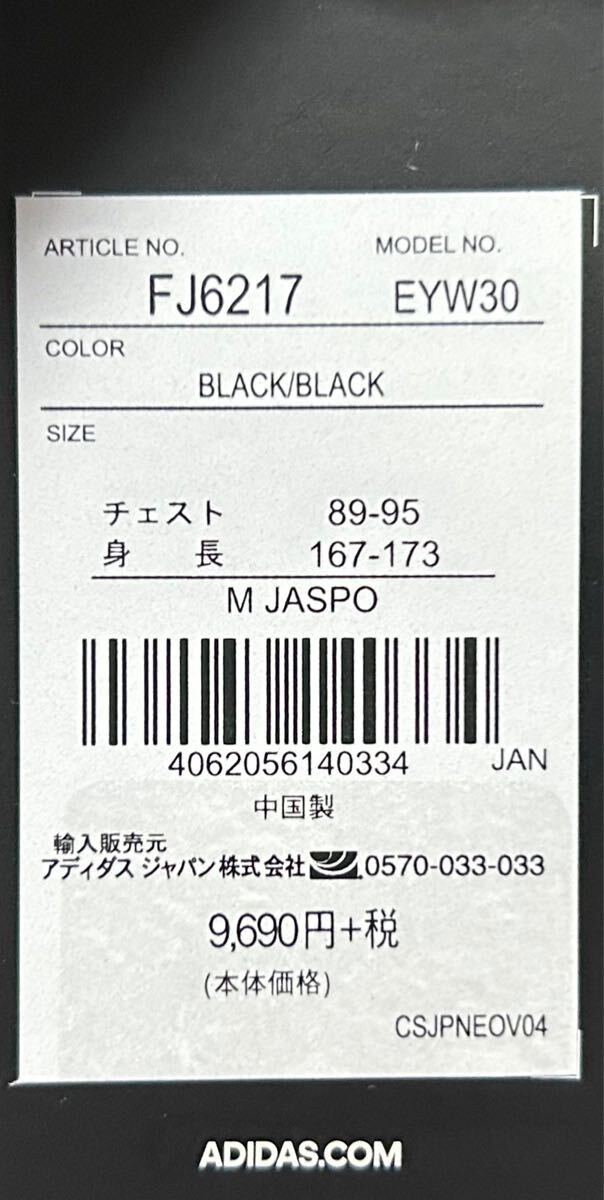 ARTICLE NO. MODEL NO.
FJ6217 EYW30
COLOR
BLACK/BLACK
SIZE
チェスト 89-95
身 長 167-173
M JASPO
4062056140334 JAN
中国製
輸入販売元
アディダス ジャパン株式会社 0570-033-033
9,690円+税
(本体価格)
CSJPNEOV04
ADIDAS.COM